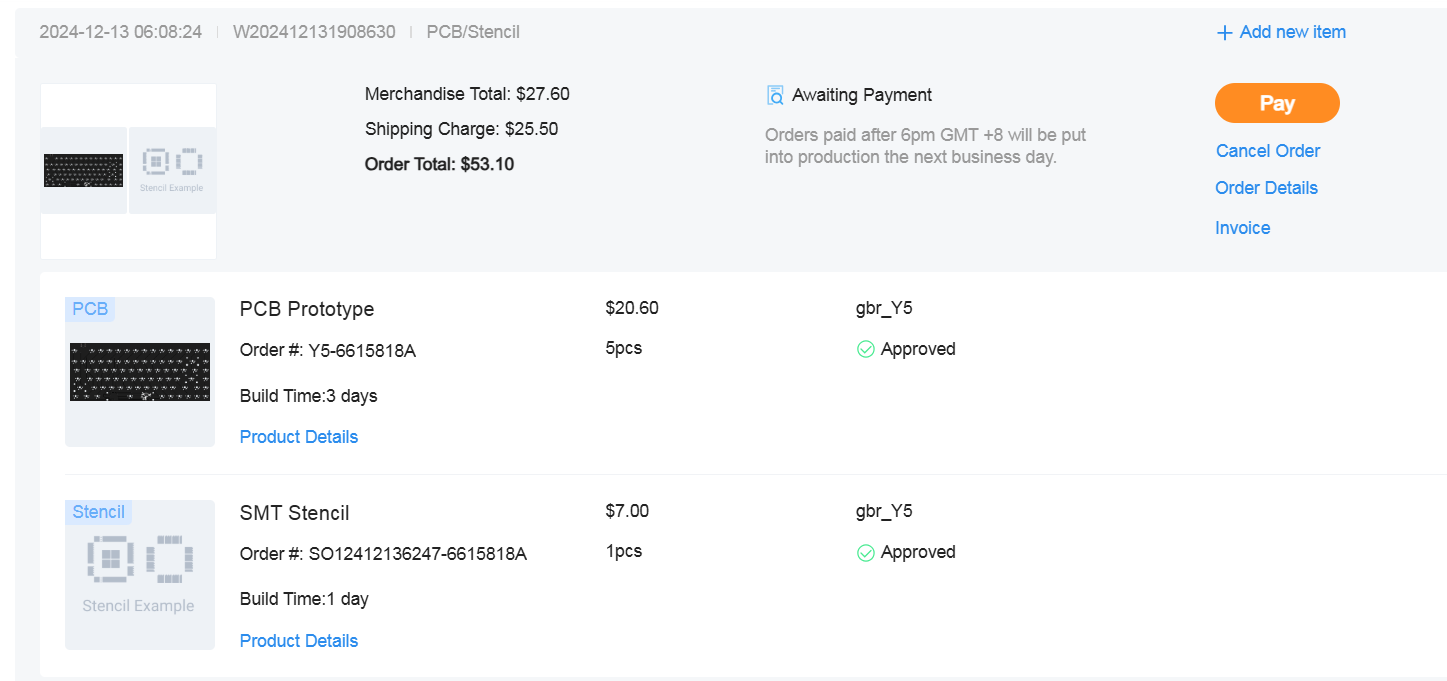 2024-12-13 06:08:24 | W202412131908630 | PCB/Stencil
+ Add new item
Stencil Example
Merchandise Total: $27.60
Shipping Charge: $25.50
Order Total: $53.10
Awaiting Payment
Orders paid after 6pm GMT +8 will be put
into production the next business day.
Pay
Cancel Order
Order Details
Invoice
PCB
PCB Prototype
$20.60
gbr_Y5
Order #: Y5-6615818A
5pcs
Approved
Build Time:3 days
Product Details
Stencil
Stencil Example
SMT Stencil
$7.00
gbr_Y5
Order #: SO12412136247-6615818A
1pcs
Approved
Build Time:1 day
Product Details